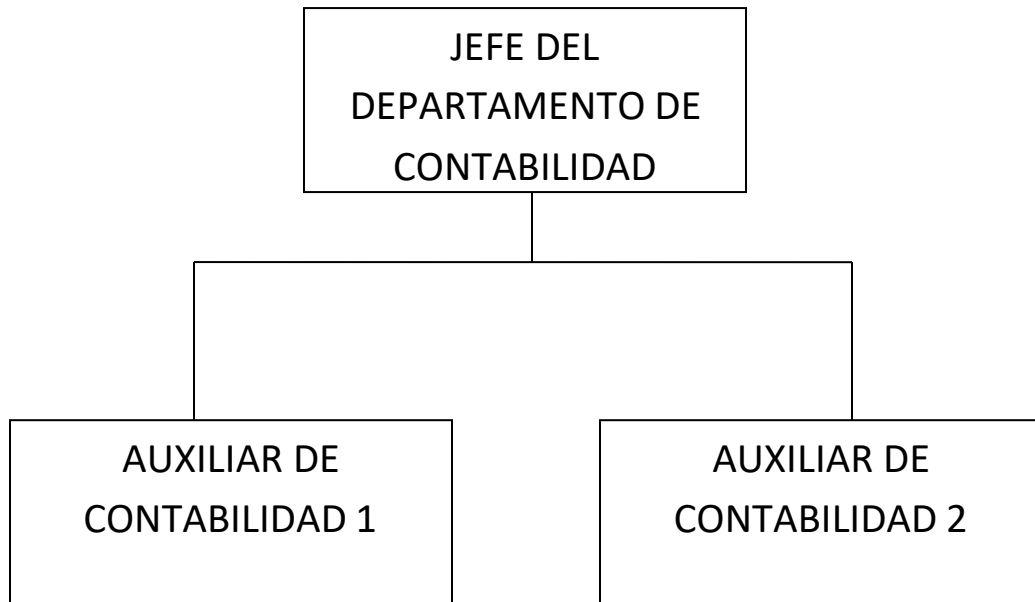 JEFE DEL
DEPARTAMENTO DE
CONTABILIDAD
AUXILIAR DE
CONTABILIDAD 1
AUXILIAR DE
CONTABILIDAD 2